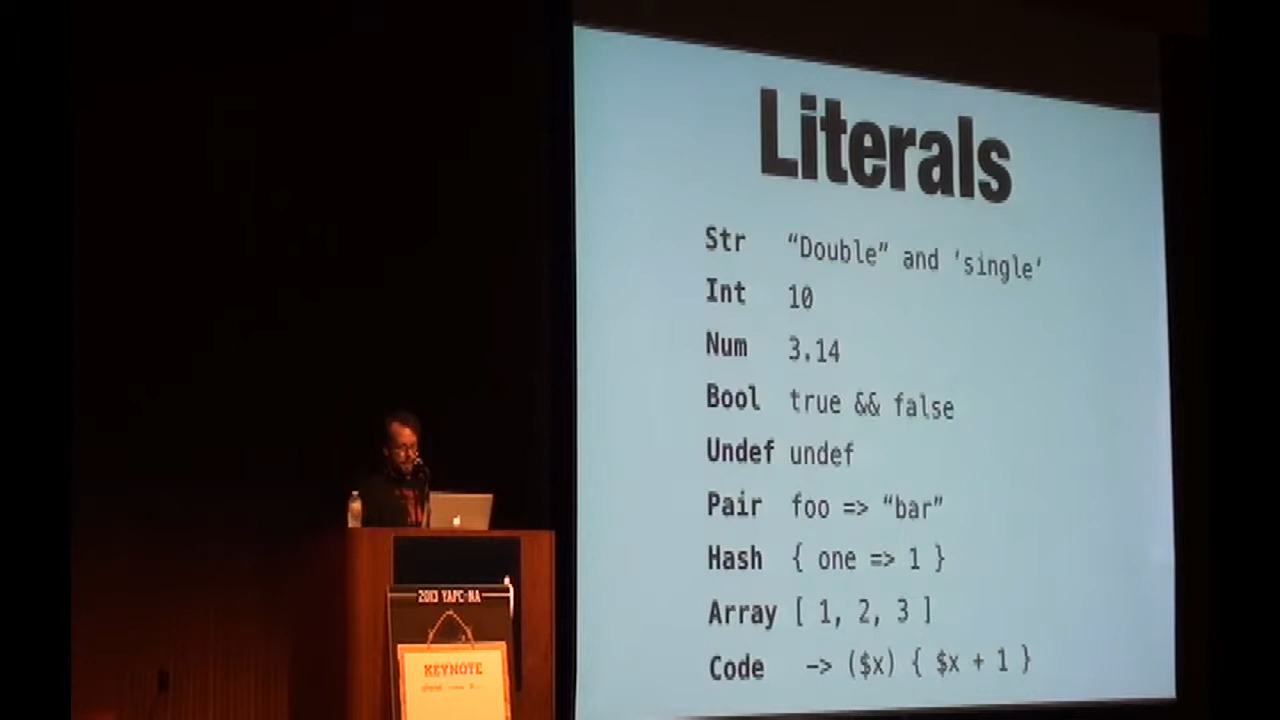 Literals
Str “Double” and ‘single’
Int 10
Num 3.14
Bool true && false
Undef undef
Pair foo => “bar”
Hash { one => 1 }
Array [ 1, 2, 3 ]
Code -> ($x) { $x + 1 }
2013 YAPC·NA
KEYNOTE